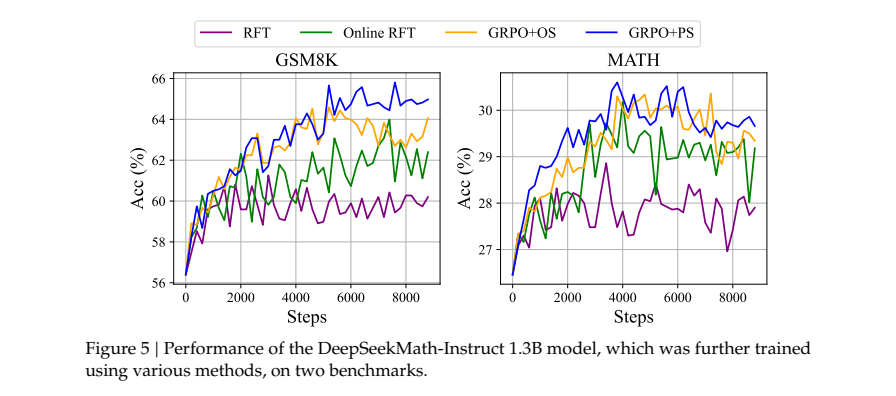 RFT Online RFT GRPO+OS GRPO+PS
GSM8K MATH
Acc (%)
66
64
62
60
58
56
0 2000 4000 6000 8000
Steps
Acc (%)
30
29
28
27
0 2000 4000 6000 8000
Steps
Figure 5 | Performance of the DeepSeekMath-Instruct 1.3B model, which was further trained
using various methods, on two benchmarks.